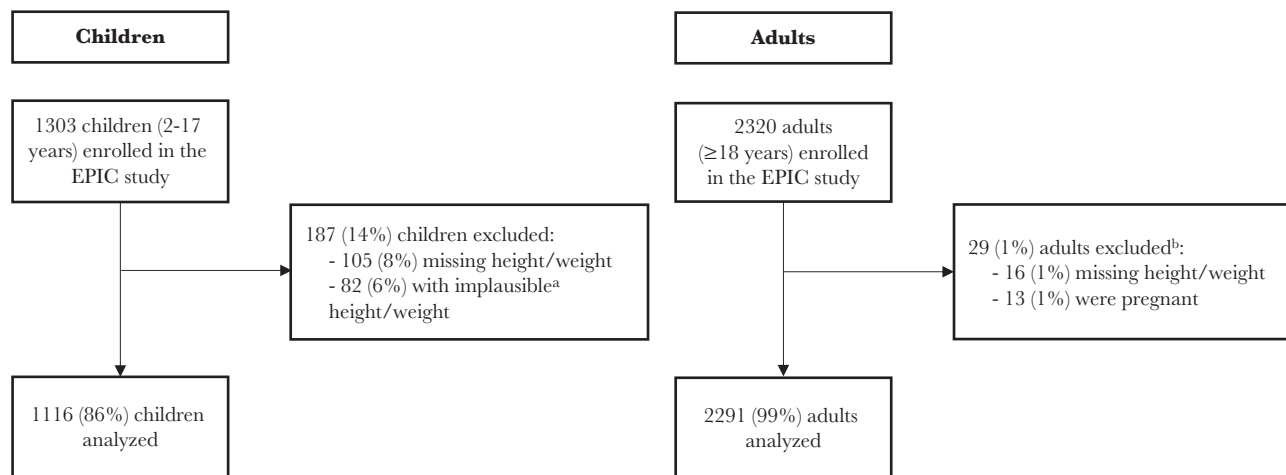 Children
1303 children (2-17
years) enrolled in the
EPIC study
187 (14%) children excluded:
- 105 (8%) missing height/weight
- 82 (6%) with implausibleᵃ
height/weight
1116 (86%) children
analyzed
Adults
2320 adults
(≥18 years) enrolled
in the EPIC study
29 (1%) adults excludedᵇ:
- 16 (1%) missing height/weight
- 13 (1%) were pregnant
2291 (99%) adults
analyzed